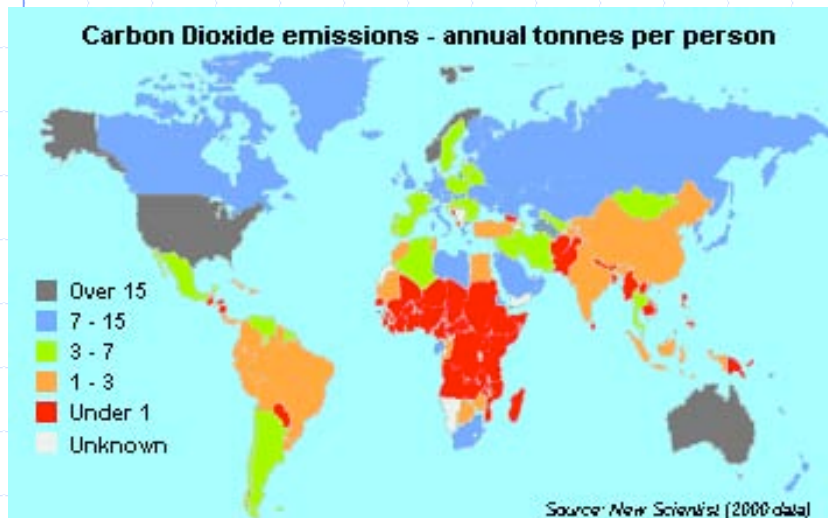 Carbon Dioxide emissions - annual tonnes per person
Over 15
7 - 15
3 - 7
1 - 3
Under 1
Unknown
Source: New Scientist (2000 data)